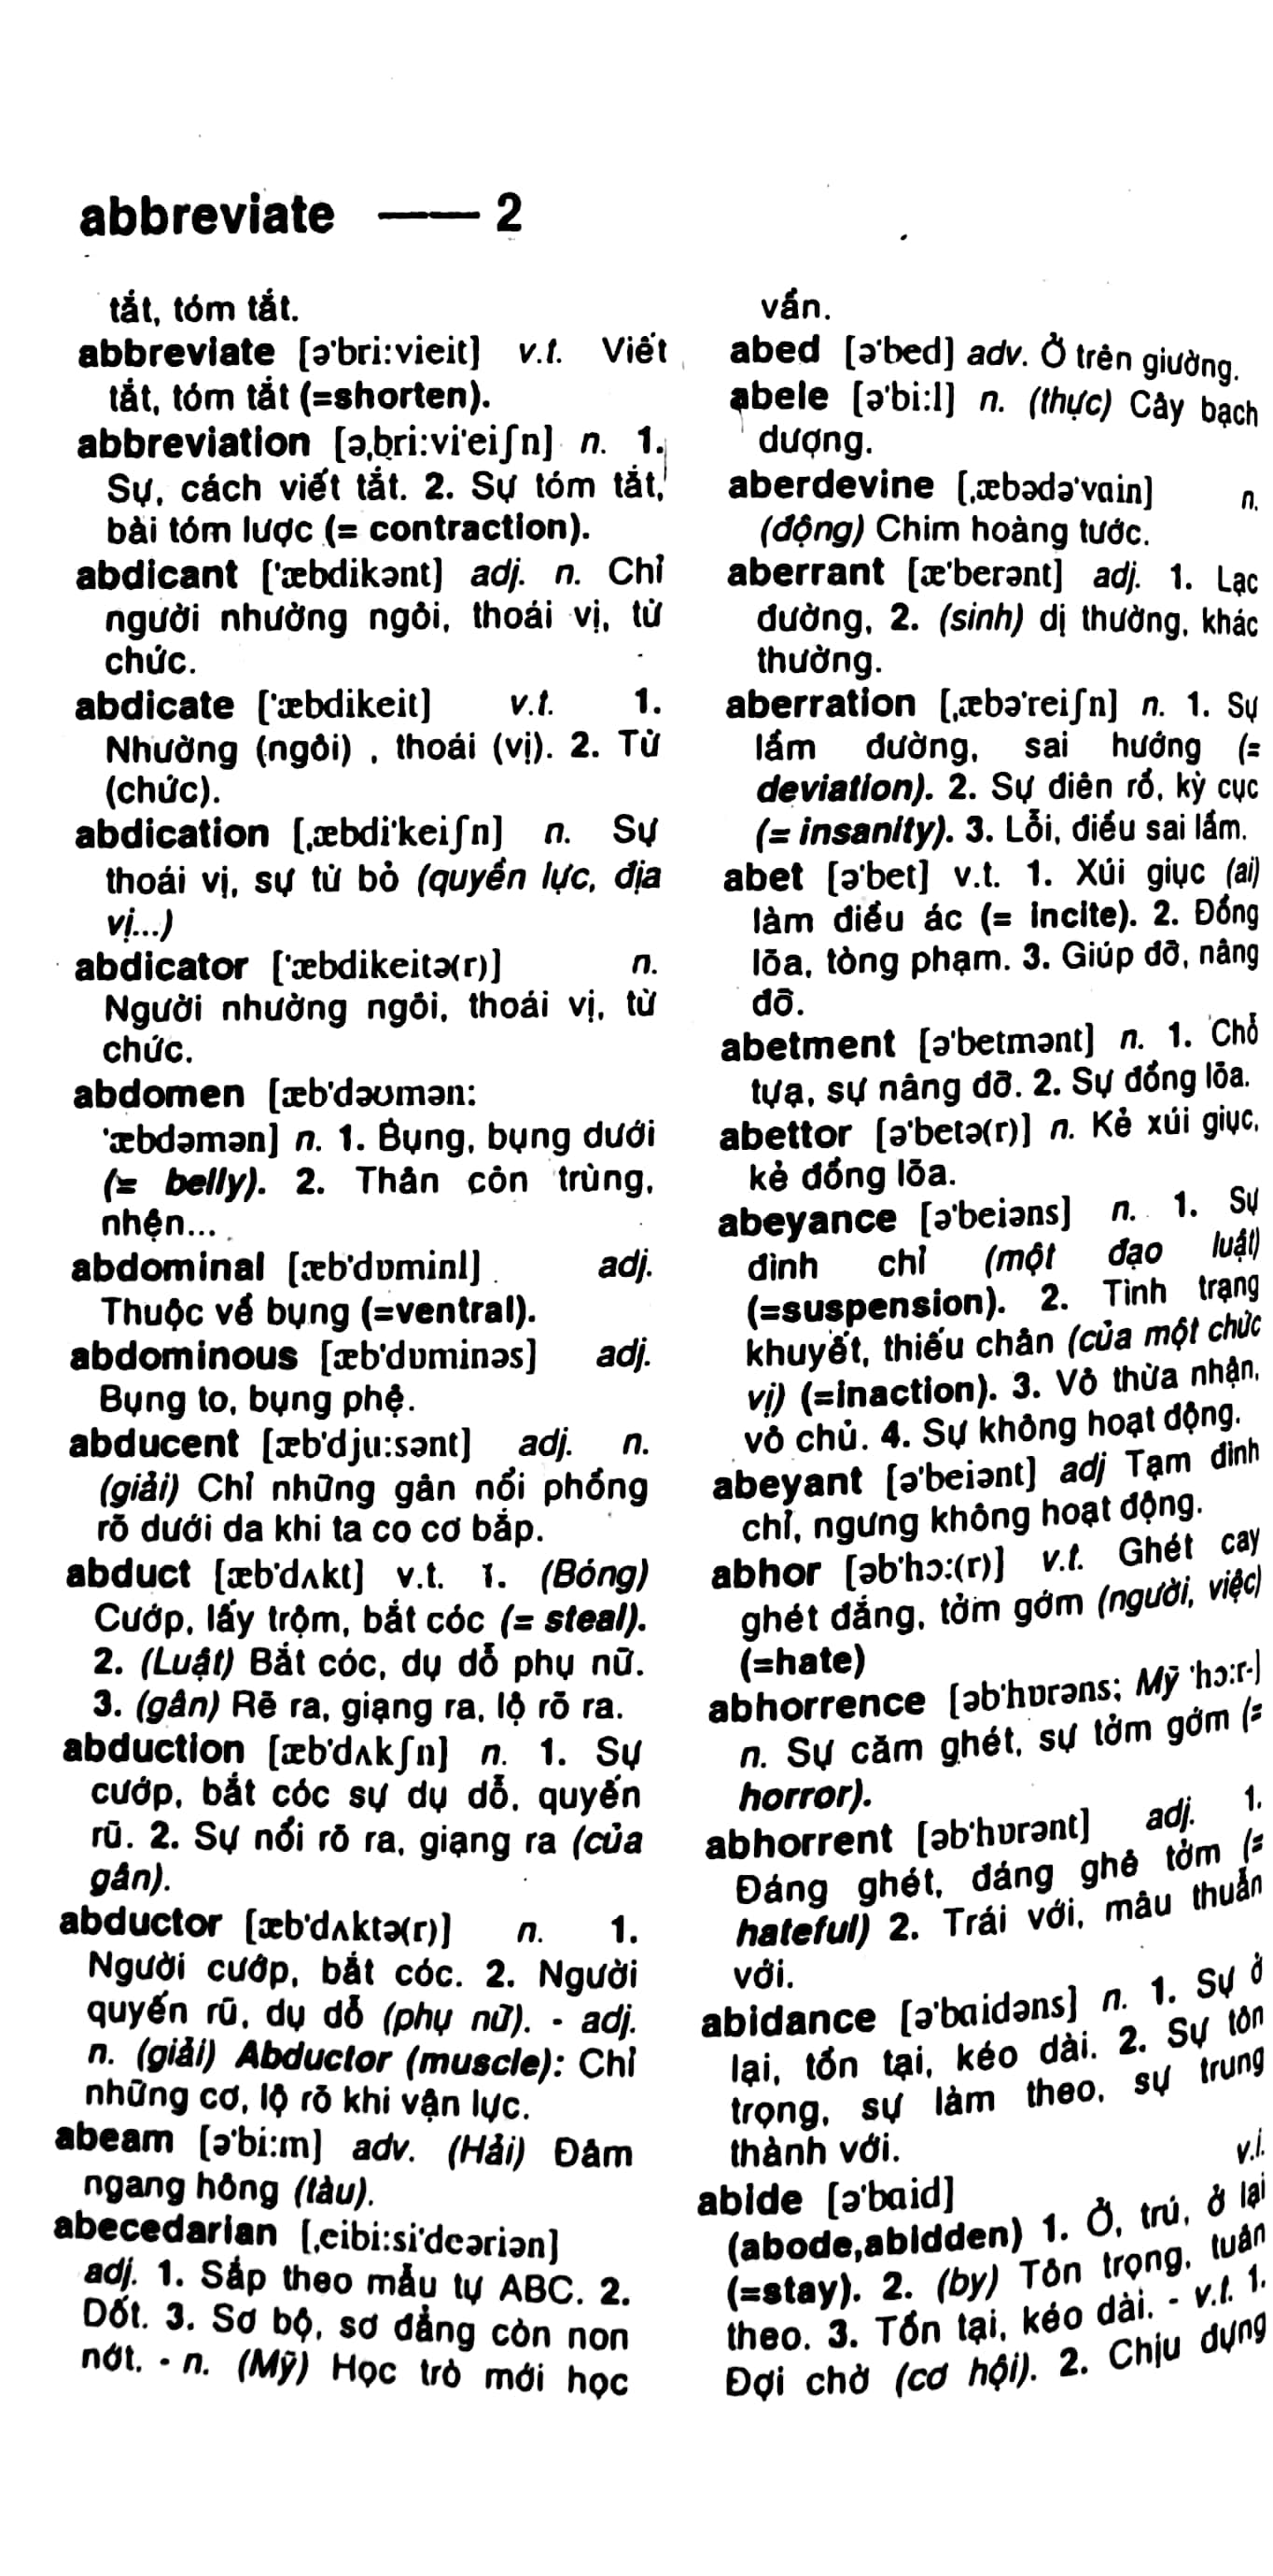 abbreviate —— 2
tắt, tóm tắt.
abbreviate [ə'bri:vieit] v.t. Viết
tắt, tóm tắt (=shorten).
abbreviation [ə,bri:vi'ei∫n] n. 1.
Sự, cách viết tắt. 2. Sự tóm tắt,
bài tóm lược (= contraction).
abdicant ['æbdikənt] adj. n. Chỉ
người nhường ngôi, thoái vị, từ
chức.
abdicate ['æbdikeit] v.t. 1.
Nhường (ngôi) , thoái (vị). 2. Từ
(chức).
abdication [,æbdi'kei∫n] n. Sự
thoái vị, sự từ bỏ (quyền lực, địa
vị...)
abdicator ['æbdikeitə(r)] n.
Người nhường ngôi, thoái vị, từ
chức.
abdomen [æb'dəʊmən:
'æbdəmən] n. 1. Bụng, bụng dưới
(= belly). 2. Thân côn trùng,
nhện...
abdominal [æb'dɒminl] adj.
Thuộc về bụng (=ventral).
abdominous [æb'dɒminəs] adj.
Bụng to, bụng phệ.
abducent [æb'dju:sənt] adj. n.
(giải) Chỉ những gân nổi phồng
rõ dưới da khi ta co cơ bắp.
abduct [æb'dʌkt] v.t. 1. (Bóng)
Cướp, lấy trộm, bắt cóc (= steal).
2. (Luật) Bắt cóc, dụ dỗ phụ nữ.
3. (gân) Rẽ ra, giạng ra, lộ rõ ra.
abduction [æb'dʌk∫n] n. 1. Sự
cướp, bắt cóc sự dụ dỗ, quyến
rũ. 2. Sự nổi rõ ra, giạng ra (của
gân).
abductor [æb'dʌktə(r)] n. 1.
Người cướp, bắt cóc. 2. Người
quyến rũ, dụ dỗ (phụ nữ). - adj.
n. (giải) Abductor (muscle): Chỉ
những cơ, lộ rõ khi vận lực.
abeam [ə'bi:m] adv. (Hải) Đâm
ngang hông (tàu).
abecedarian [,eibi:si'deəriən]
adj. 1. Sắp theo mẫu tự ABC. 2.
Dốt. 3. Sơ bộ, sơ đẳng còn non
nớt. - n. (Mỹ) Học trò mới học
vần.
abed [ə'bed] adv. Ở trên giường.
abele [ə'bi:l] n. (thực) Cây bạch
dượng.
aberdevine [,æbədə'vɑin] n.
(động) Chim hoàng tước.
aberrant [æ'berənt] adj. 1. Lạc
đường, 2. (sinh) dị thường, khác
thường.
aberration [,æbə'rei∫n] n. 1. Sự
lầm đường, sai hướng (=
deviation). 2. Sự điên rồ, kỳ cục
(= insanity). 3. Lỗi, điều sai lầm.
abet [ə'bet] v.t. 1. Xúi giục (ai)
làm điều ác (= incite). 2. Đồng
lõa, tòng phạm. 3. Giúp đỡ, nâng
đỡ.
abetment [ə'betmənt] n. 1. Chỗ
tựa, sự nâng đỡ. 2. Sự đồng lõa.
abettor [ə'betə(r)] n. Kẻ xúi giục,
kẻ đồng lõa.
abeyance [ə'beiəns] n. 1. Sự
đình chỉ (một đạo luật)
(=suspension). 2. Tình trạng
khuyết, thiếu chân (của một chức
vị) (=inaction). 3. Vô thừa nhận,
vô chủ. 4. Sự không hoạt động.
abeyant [ə'beiənt] adj Tạm đình
chỉ, ngưng không hoạt động.
abhor [əb'hɔ:(r)] v.t. Ghét cay
ghét đắng, tởm gớm (người, việc)
(=hate)
abhorrence [əb'hɒrəns; Mỹ 'hɔ:r-]
n. Sự căm ghét, sự tởm gớm (=
horror).
abhorrent [əb'hɒrənt] adj. 1.
Đáng ghét, đáng ghê tởm (=
hateful) 2. Trái với, mâu thuẫn
với.
abidance [ə'bɑidəns] n. 1. Sự ở
lại, tồn tại, kéo dài. 2. Sự tôn
trọng, sự làm theo, sự trung
thành với.
abide [ə'bɑid] v.i.
(abode,abidden) 1. Ở, trú, ở lại
(=stay). 2. (by) Tôn trọng, tuân
theo. 3. Tồn tại, kéo dài. - v.t. 1.
Đợi chờ (cơ hội). 2. Chịu dựng